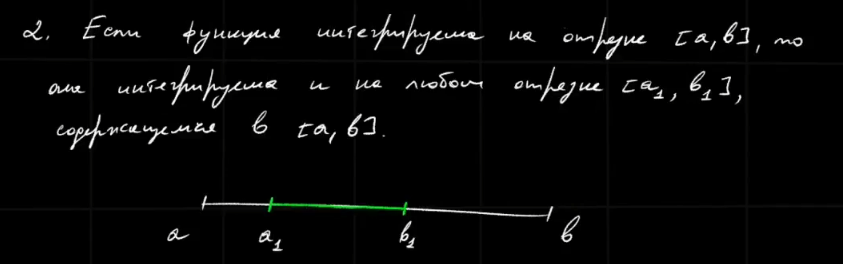 2. Если функция интегрируема на отрезке [a, b], то
она интегрируема и на любом отрезке [a₁, b₁],
содержащемся в [a, b].
a a₁ b₁ b